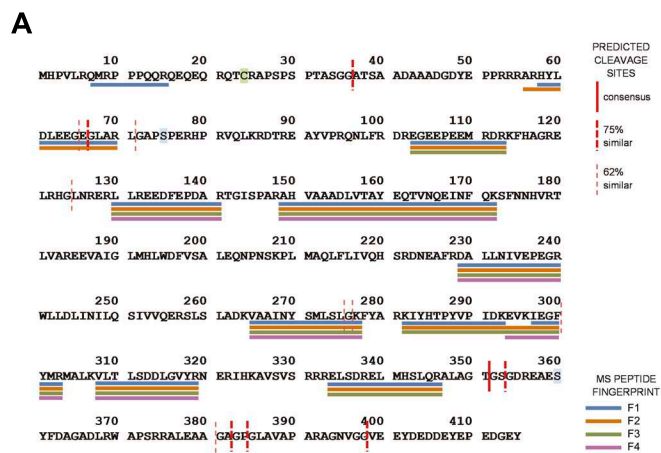 A
10 20 30 40 50 60
MHPVLRQMRP PPQQRQEQEQ RQTCRAPSPS PTASGGATSA ADAAADGDYE PPRRRARHYL
70 80 90 100 110 120
DLEEGEGLAR LGAPSPERHP RVQLKRDTRE AYVPRQNLFR DREGEEPEEM RDRKFHAGRE
130 140 150 160 170 180
LRHGLNRERL LREEDFEPDA RTGISPARAH VAAADLVTAY EQTVNQEINF QKSFNNHVRT
190 200 210 220 230 240
LVAREEVAIG LMHLWDFVSA LEQNPNSKPL MAQLFLIVQH SRDNEAFRDA LLNIVEPEGR
250 260 270 280 290 300
WLLDLINILQ SIVVQERSLS LADKVAAINY SMLSLGKFYA RKIYHTPYVP IDKEVKIEGF
310 320 330 340 350 360
YMRMALKVLT LSDDLGVYRN ERIHKAVSVS RRRELSDREL MHSLQRALAG TGSGDREAES
370 380 390 400 410
YFDAGADLRW APSRRALEAA GAGPGLAVAP ARAGNVGGVE EYDEDDEYEP EDGEY
PREDICTED
CLEAVAGE
SITES
consensus
75%
similar
62%
similar
MS PEPTIDE
FINGERPRINT
F1
F2
F3
F4